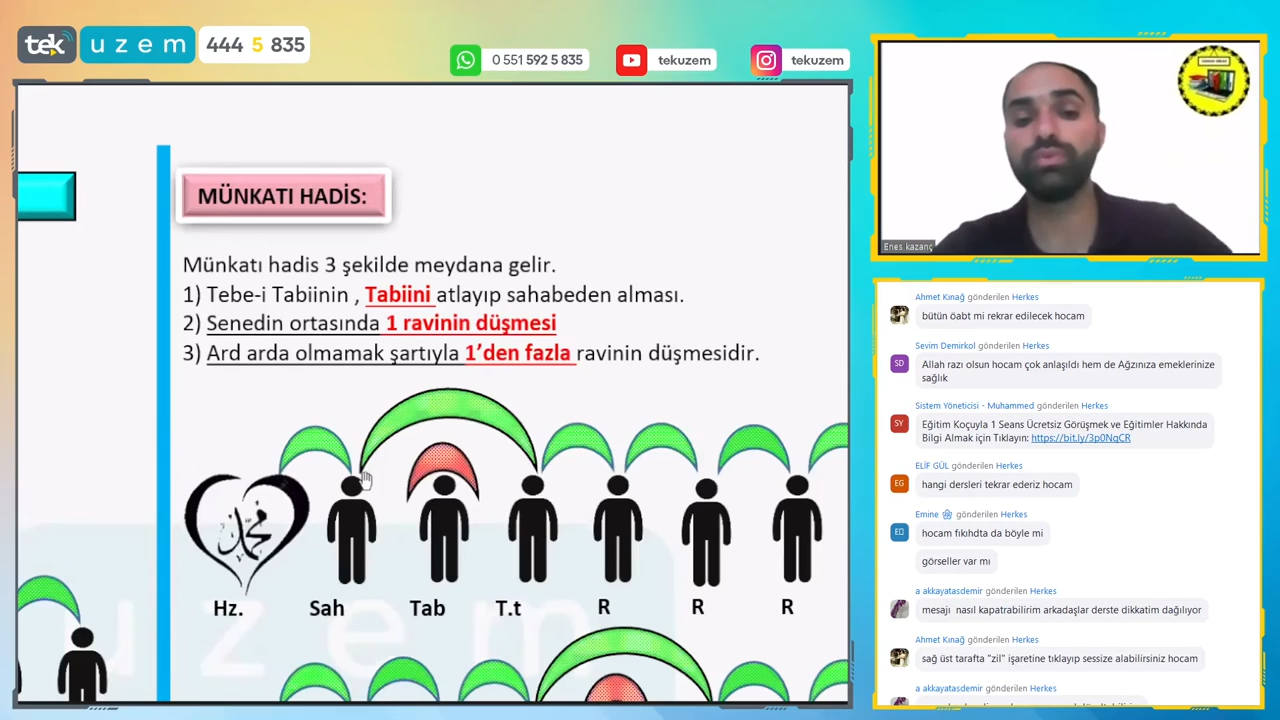 tek
uzem
444 5 835
0 551 592 5 835
tekuzem
tekuzem
MÜNKATI HADİS:
Münkatı hadis 3 şekilde meydana gelir.
1) Tebe-i Tabiinin , Tabiini atlayıp sahabeden alması.
2) Senedin ortasında 1 ravinin düşmesi
3) Ard arda olmamak şartıyla 1'den fazla ravinin düşmesidir.
محمد
Hz.
Sah
Tab
T.t
R
R
R
uzem
Enes kazanç
Ahmet Kınağ gönderilen Herkes
bütün öabt mi rekrar edilecek hocam
Sevim Demirkol gönderilen Herkes
SD
Allah razı olsun hocam çok anlaşıldı hem de Ağzınıza emeklerinize
sağlık
Sistem Yöneticisi - Muhammed gönderilen Herkes
SY
Eğitim Koçuyla 1 Seans Ücretsiz Görüşmek ve Eğitimler Hakkında
Bilgi Almak için Tıklayın: https://bit.ly/3p0NqCR
ELİF GÜL gönderilen Herkes
EG
hangi dersleri tekrar ederiz hocam
Emine gönderilen Herkes
hocam fıkıhdta da böyle mi
görseller var mı
a akkayatasdemir gönderilen Herkes
mesajı nasıl kapatrabilirim arkadaşlar derste dikkatim dağılıyor
Ahmet Kınağ gönderilen Herkes
sağ üst tarafta "zil" işaretine tıklayıp sessize alabilirsiniz hocam
a akkayatasdemir gönderilen Herkes